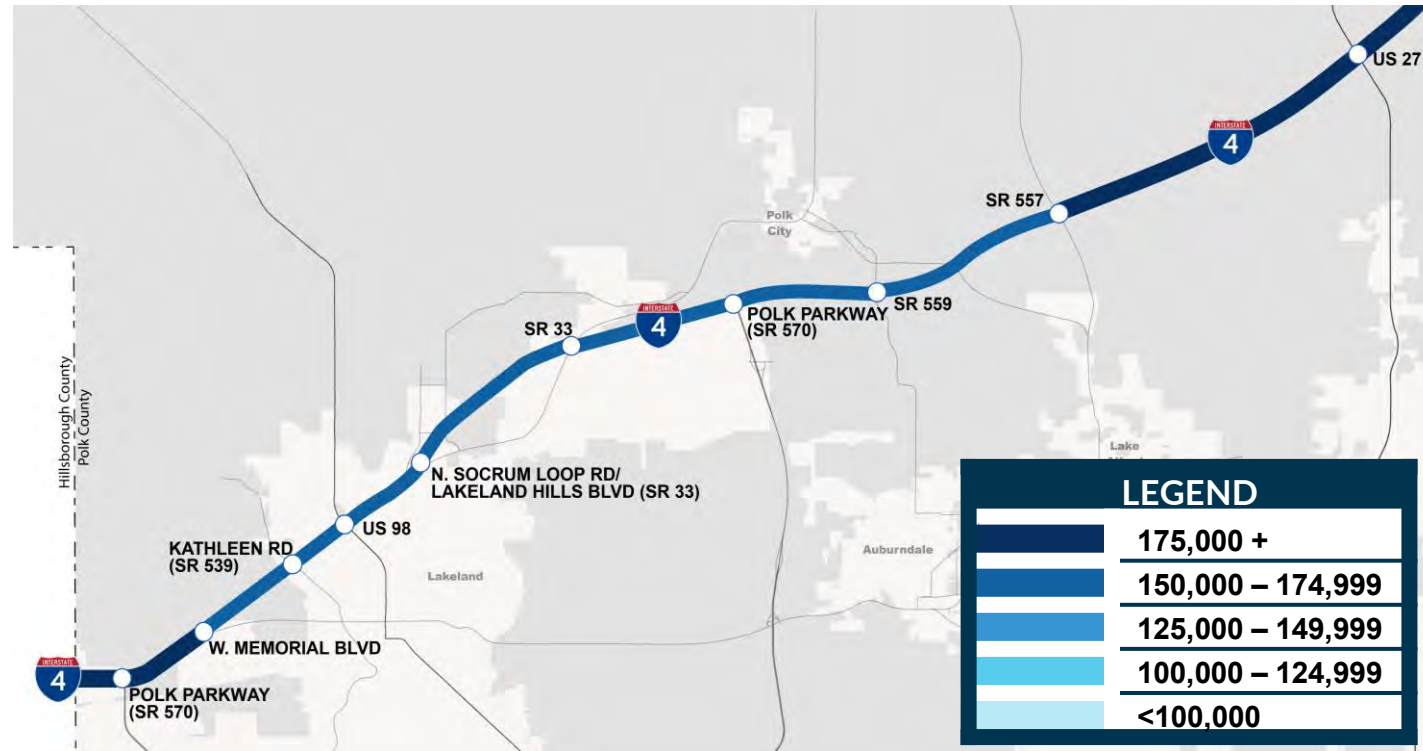 US 27
INTERSTATE
4
SR 557
Polk
City
SR 559
POLK PARKWAY
(SR 570)
INTERSTATE
4
SR 33
Hillsborough County
Polk County
N. SOCRUM LOOP RD/
LAKELAND HILLS BLVD (SR 33)
US 98
KATHLEEN RD
(SR 539)
Lakeland
Auburndale
Lake
W. MEMORIAL BLVD
INTERSTATE
4
POLK PARKWAY
(SR 570)
LEGEND
175,000 +
150,000 – 174,999
125,000 – 149,999
100,000 – 124,999
<100,000